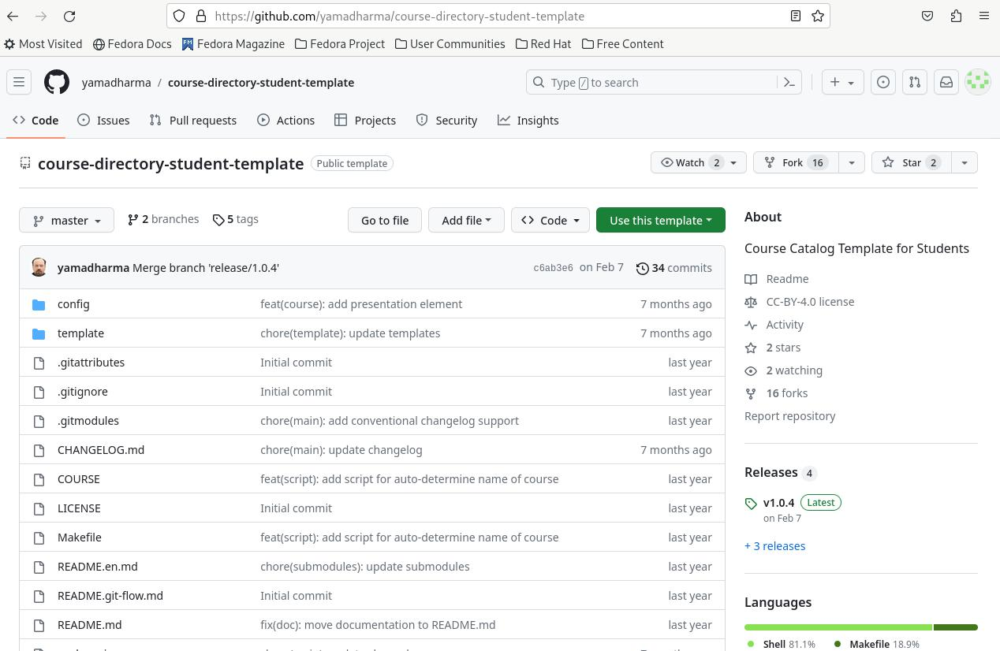 https://github.com/yamadharma/course-directory-student-template
Most Visited Fedora Docs Fedora Magazine Fedora Project User Communities Red Hat Free Content
yamadharma / course-directory-student-template Type / to search
Code Issues Pull requests Actions Projects Security Insights
course-directory-student-template Public template Watch 2 Fork 16 Star 2
master 2 branches 5 tags Go to file Add file Code Use this template
yamadharma Merge branch 'release/1.0.4' c6ab3e6 on Feb 7 34 commits
config feat(course): add presentation element 7 months ago
template chore(template): update templates 7 months ago
.gitattributes Initial commit last year
.gitignore Initial commit last year
.gitmodules chore(main): add conventional changelog support last year
CHANGELOG.md chore(main): update changelog 7 months ago
COURSE feat(script): add script for auto-determine name of course last year
LICENSE Initial commit last year
Makefile feat(script): add script for auto-determine name of course last year
README.en.md chore(submodules): update submodules last year
README.git-flow.md Initial commit last year
README.md fix(doc): move documentation to README.md last year
About
Course Catalog Template for Students
Readme
CC-BY-4.0 license
Activity
2 stars
2 watching
16 forks
Report repository
Releases 4
v1.0.4 Latest
on Feb 7
+ 3 releases
Languages
Shell 81.1% Makefile 18.9%